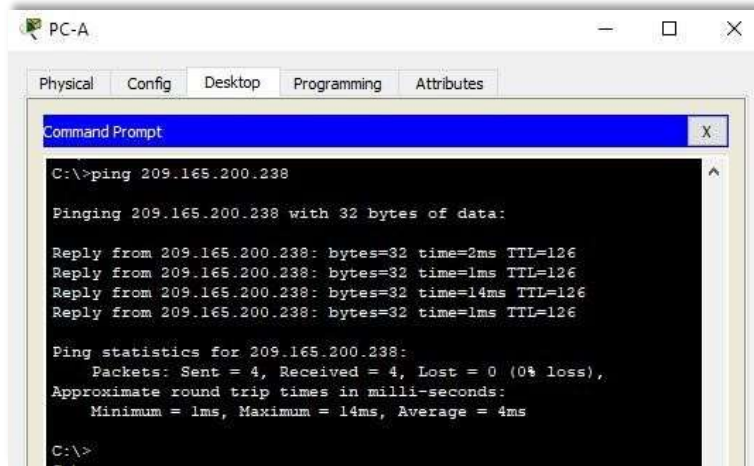 PC-A
Physical Config Desktop Programming Attributes
Command Prompt X
C:\>ping 209.165.200.238
Pinging 209.165.200.238 with 32 bytes of data:
Reply from 209.165.200.238: bytes=32 time=2ms TTL=126
Reply from 209.165.200.238: bytes=32 time=1ms TTL=126
Reply from 209.165.200.238: bytes=32 time=14ms TTL=126
Reply from 209.165.200.238: bytes=32 time=1ms TTL=126
Ping statistics for 209.165.200.238:
Packets: Sent = 4, Received = 4, Lost = 0 (0% loss),
Approximate round trip times in milli-seconds:
Minimum = 1ms, Maximum = 14ms, Average = 4ms
C:\>